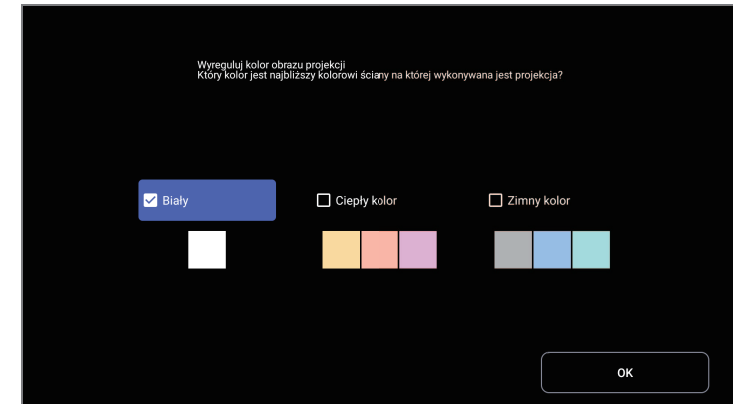 Wyreguluj kolor obrazu projekcji
Który kolor jest najbliższy kolorowi ściany na której wykonywana jest projekcja?
Biały
Ciepły kolor
Zimny kolor
OK